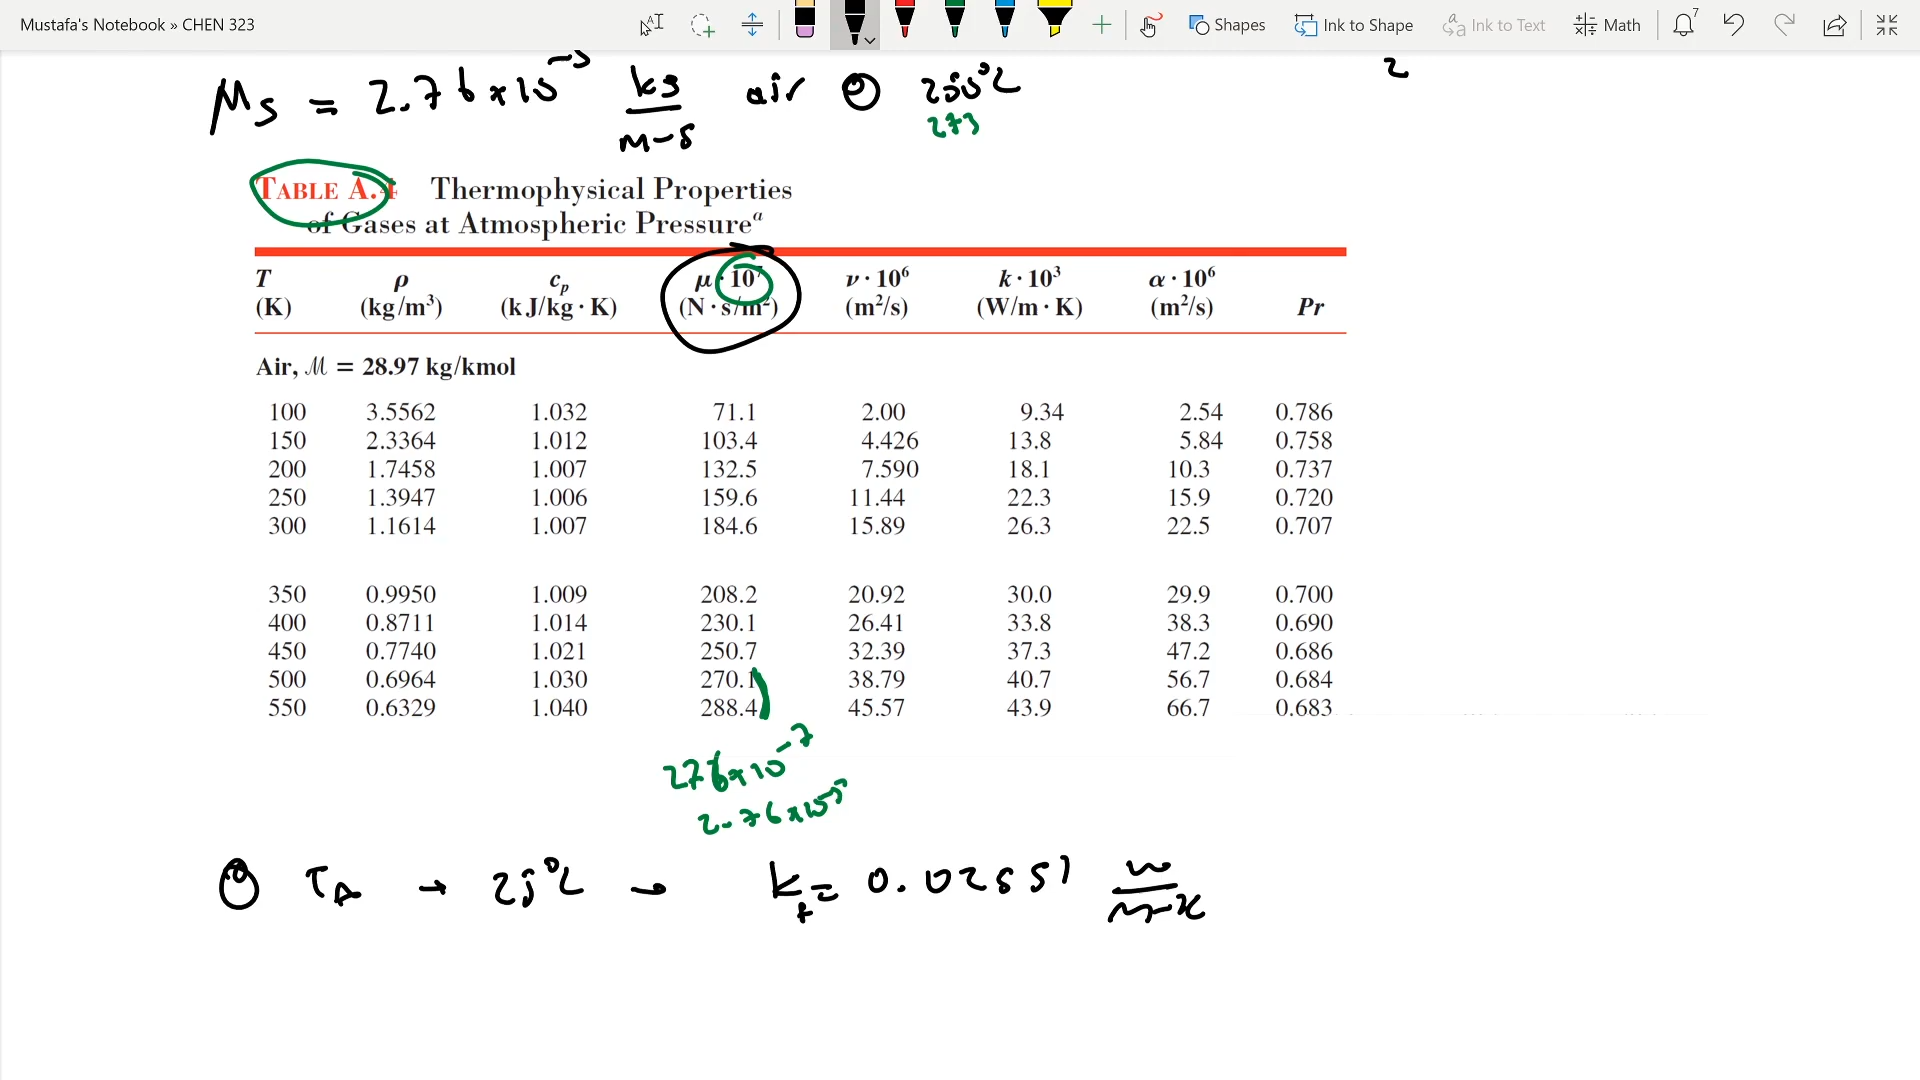 Mustafa's Notebook » CHEN 323
Shapes
Ink to Shape
Ink to Text
Math
7
2
μs = 2.76×10⁻⁵ kg/m-s air @ 250°C
273
TABLE A.4 Thermophysical Properties
of Gases at Atmospheric Pressureᵃ
T ρ cp μ · 10⁷ ν · 10⁶ k · 10³ α · 10⁶
(K) (kg/m³) (kJ/kg · K) (N · s/m²) (m²/s) (W/m · K) (m²/s) Pr
Air, ℳ = 28.97 kg/kmol
100 3.5562 1.032 71.1 2.00 9.34 2.54 0.786
150 2.3364 1.012 103.4 4.426 13.8 5.84 0.758
200 1.7458 1.007 132.5 7.590 18.1 10.3 0.737
250 1.3947 1.006 159.6 11.44 22.3 15.9 0.720
300 1.1614 1.007 184.6 15.89 26.3 22.5 0.707
350 0.9950 1.009 208.2 20.92 30.0 29.9 0.700
400 0.8711 1.014 230.1 26.41 33.8 38.3 0.690
450 0.7740 1.021 250.7 32.39 37.3 47.2 0.686
500 0.6964 1.030 270.1 38.79 40.7 56.7 0.684
550 0.6329 1.040 288.4 45.57 43.9 66.7 0.683
276×10⁻⁷
2.76×10⁻⁵
@ T → 25°C → kf = 0.02551 W/m-K